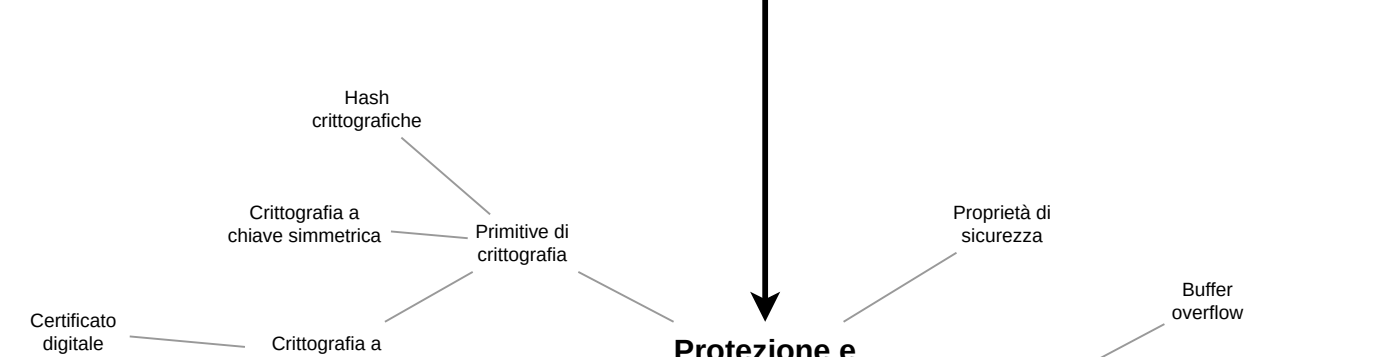 Hash
crittografiche
Crittografia a
chiave simmetrica
Primitive di
crittografia
Proprietà di
sicurezza
Buffer
overflow
Certificato
digitale
Crittografia a
Protezione e